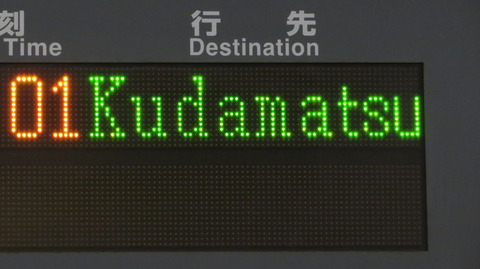 刻 行先
Time Destination
01 Kudamatsu